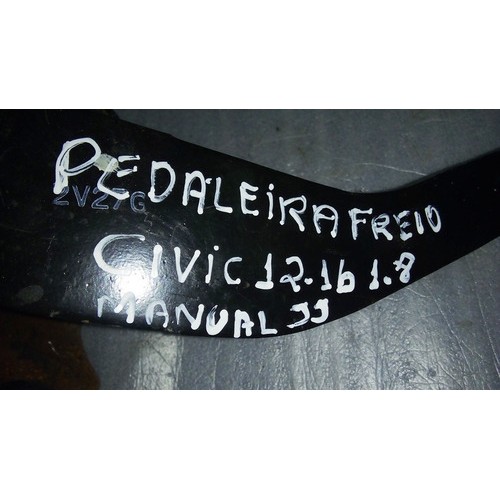 PEDALEiRA FREIO
2V27G
CIVIC 12.16 1.8
MANUAL JJ